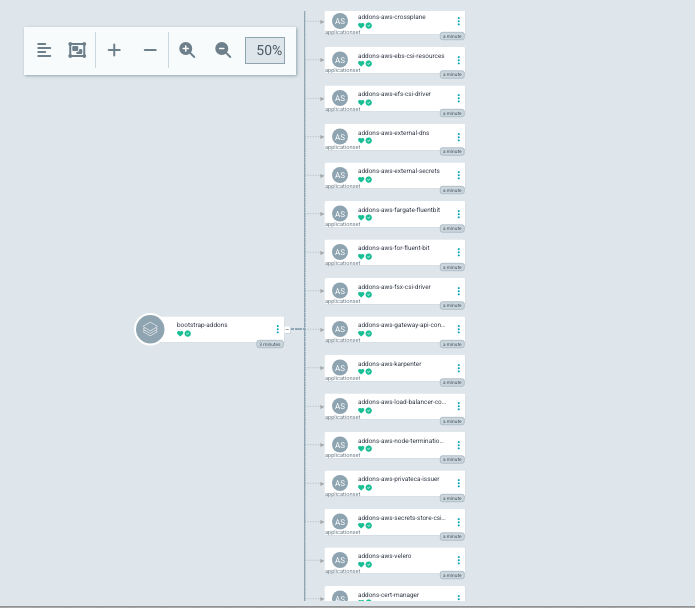 50%
AS addons-aws-crossplane
applicationset
a minute
AS addons-aws-ebs-csi-resources
applicationset
a minute
AS addons-aws-efs-csi-driver
applicationset
a minute
AS addons-aws-external-dns
applicationset
a minute
AS addons-aws-external-secrets
applicationset
a minute
AS addons-aws-fargate-fluentbit
applicationset
a minute
AS addons-aws-for-fluent-bit
applicationset
a minute
AS addons-aws-fsx-csi-driver
applicationset
a minute
bootstrap-addons
3 minutes
AS addons-aws-gateway-api-con...
applicationset
a minute
AS addons-aws-karpenter
applicationset
a minute
AS addons-aws-load-balancer-co...
applicationset
a minute
AS addons-aws-node-terminatio...
applicationset
a minute
AS addons-aws-privateca-issuer
applicationset
a minute
AS addons-aws-secrets-store-csi...
applicationset
a minute
AS addons-aws-velero
applicationset
a minute
AS addons-cert-manager